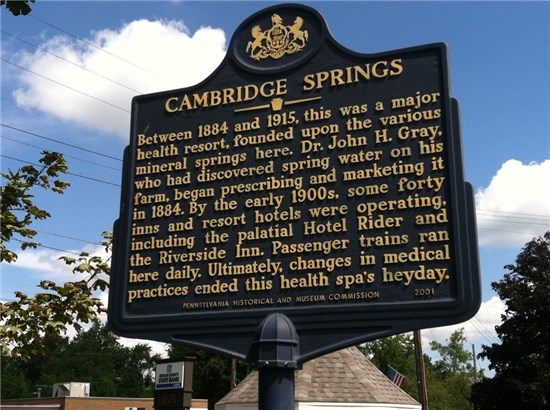 CAMBRIDGE SPRINGS
Between 1884 and 1915, this was a major
health resort, founded upon the various
mineral springs here. Dr. John H. Gray,
who had discovered spring water on his
farm, began prescribing and marketing it
in 1884. By the early 1900s, some forty
inns and resort hotels were operating,
including the palatial Hotel Rider and
the Riverside Inn. Passenger trains ran
here daily. Ultimately, changes in medical
practices ended this health spa's heyday.
PENNSYLVANIA HISTORICAL AND MUSEUM COMMISSION 2001
STATE BANK